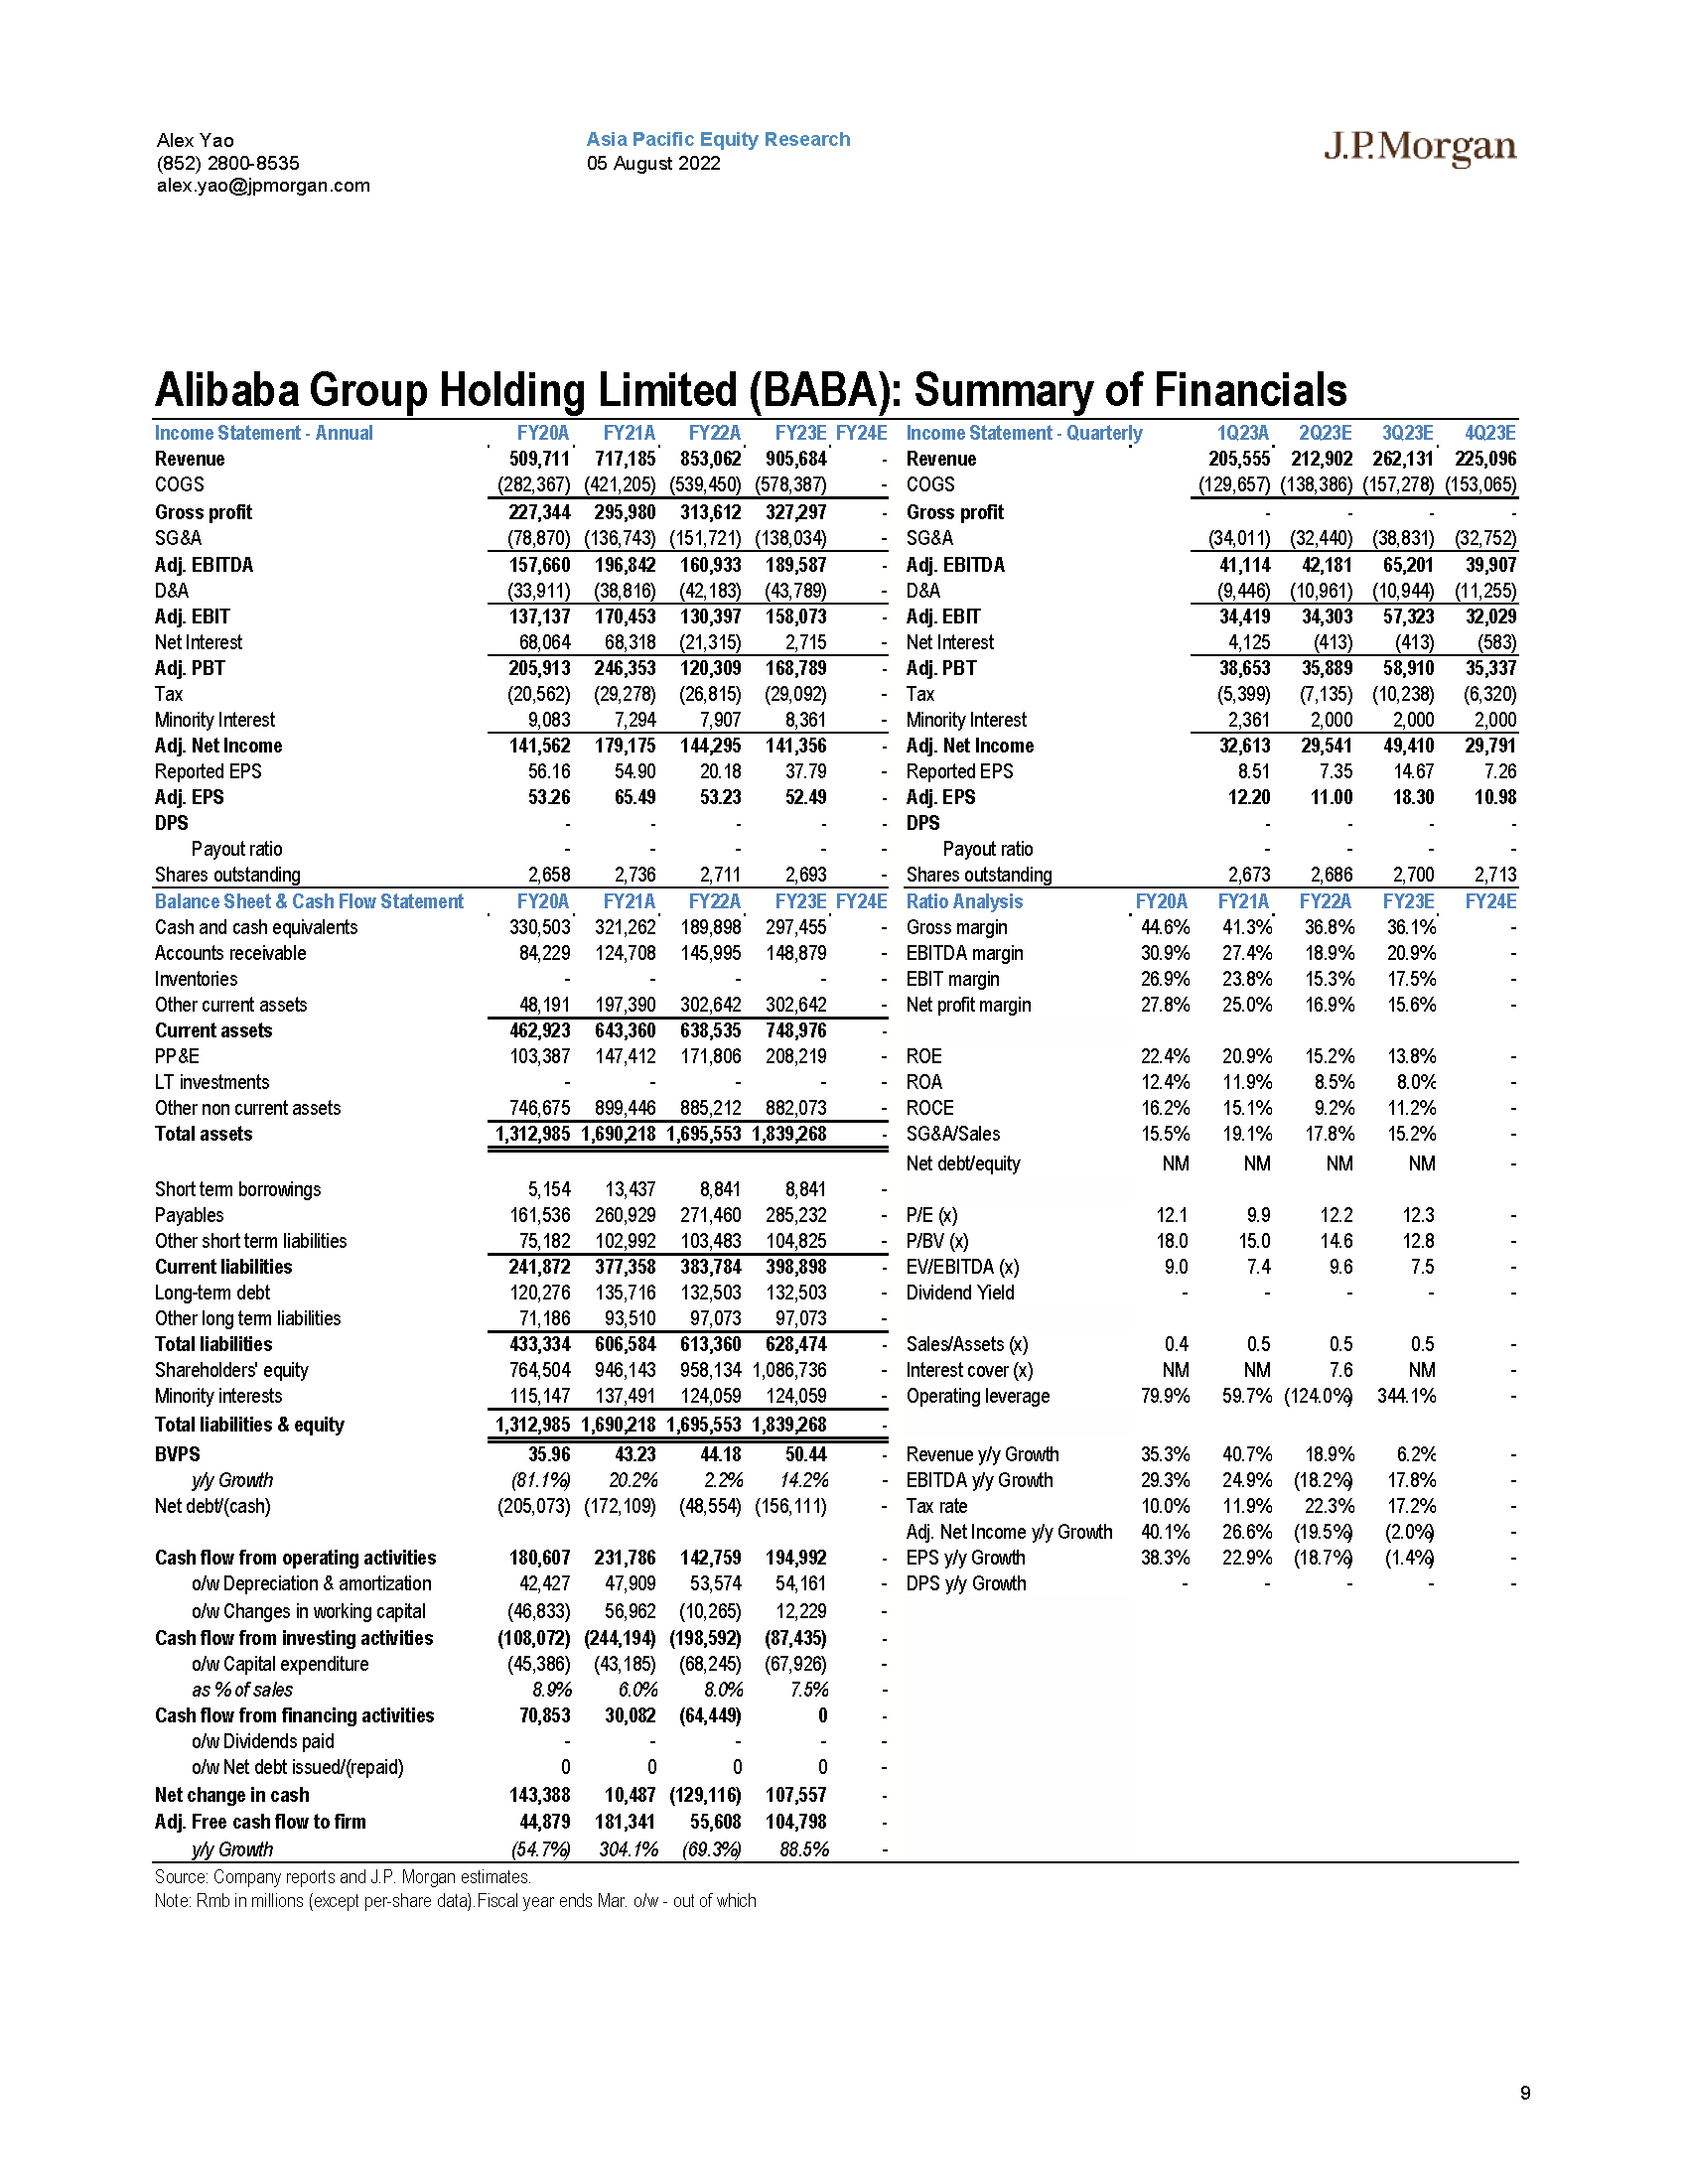 Alex Yao
(852) 2800-8535
alex.yao@jpmorgan.com
Asia Pacific Equity Research
05 August 2022
J.P.Morgan
Alibaba Group Holding Limited (BABA): Summary of Financials
Income Statement - Annual FY20A FY21A FY22A FY23E FY24E
Revenue 509,711 717,185 853,062 905,684 -
COGS (282,367) (421,205) (539,450) (578,387) -
Gross profit 227,344 295,980 313,612 327,297 -
SG&A (78,870) (136,743) (151,721) (138,034) -
Adj. EBITDA 157,660 196,842 160,933 189,587 -
D&A (33,911) (38,816) (42,183) (43,789) -
Adj. EBIT 137,137 170,453 130,397 158,073 -
Net Interest 68,064 68,318 (21,315) 2,715 -
Adj. PBT 205,913 246,353 120,309 168,789 -
Tax (20,562) (29,278) (26,815) (29,092) -
Minority Interest 9,083 7,294 7,907 8,361 -
Adj. Net Income 141,562 179,175 144,295 141,356 -
Reported EPS 56.16 54.90 20.18 37.79 -
Adj. EPS 53.26 65.49 53.23 52.49 -
DPS - - - - -
Payout ratio - - - - -
Shares outstanding 2,658 2,736 2,711 2,693 -
Income Statement - Quarterly 1Q23A 2Q23E 3Q23E 4Q23E
Revenue 205,555 212,902 262,131 225,096
COGS (129,657) (138,386) (157,278) (153,065)
Gross profit - - - -
SG&A (34,011) (32,440) (38,831) (32,752)
Adj. EBITDA 41,114 42,181 65,201 39,907
D&A (9,446) (10,961) (10,944) (11,255)
Adj. EBIT 34,419 34,303 57,323 32,029
Net Interest 4,125 (413) (413) (583)
Adj. PBT 38,653 35,889 58,910 35,337
Tax (5,399) (7,135) (10,238) (6,320)
Minority Interest 2,361 2,000 2,000 2,000
Adj. Net Income 32,613 29,541 49,410 29,791
Reported EPS 8.51 7.35 14.67 7.26
Adj. EPS 12.20 11.00 18.30 10.98
DPS - - - -
Payout ratio - - - -
Shares outstanding 2,673 2,686 2,700 2,713
Balance Sheet & Cash Flow Statement FY20A FY21A FY22A FY23E FY24E
Cash and cash equivalents 330,503 321,262 189,898 297,455 -
Accounts receivable 84,229 124,708 145,995 148,879 -
Inventories - - - - -
Other current assets 48,191 197,390 302,642 302,642 -
Current assets 462,923 643,360 638,535 748,976 -
PP&E 103,387 147,412 171,806 208,219 -
LT investments - - - - -
Other non current assets 746,675 899,446 885,212 882,073 -
Total assets 1,312,985 1,690,218 1,695,553 1,839,268 -
Short term borrowings 5,154 13,437 8,841 8,841 -
Payables 161,536 260,929 271,460 285,232 -
Other short term liabilities 75,182 102,992 103,483 104,825 -
Current liabilities 241,872 377,358 383,784 398,898 -
Long-term debt 120,276 135,716 132,503 132,503 -
Other long term liabilities 71,186 93,510 97,073 97,073 -
Total liabilities 433,334 606,584 613,360 628,474 -
Shareholders' equity 764,504 946,143 958,134 1,086,736 -
Minority interests 115,147 137,491 124,059 124,059 -
Total liabilities & equity 1,312,985 1,690,218 1,695,553 1,839,268 -
BVPS 35.96 43.23 44.18 50.44 -
y/y Growth (81.1%) 20.2% 2.2% 14.2% -
Net debt/(cash) (205,073) (172,109) (48,554) (156,111) -
Cash flow from operating activities 180,607 231,786 142,759 194,992 -
o/w Depreciation & amortization 42,427 47,909 53,574 54,161 -
o/w Changes in working capital (46,833) 56,962 (10,265) 12,229 -
Cash flow from investing activities (108,072) (244,194) (198,592) (87,435) -
o/w Capital expenditure (45,386) (43,185) (68,245) (67,926) -
as % of sales 8.9% 6.0% 8.0% 7.5% -
Cash flow from financing activities 70,853 30,082 (64,449) 0 -
o/w Dividends paid - - - - -
o/w Net debt issued/(repaid) 0 0 0 0 -
Net change in cash 143,388 10,487 (129,116) 107,557 -
Adj. Free cash flow to firm 44,879 181,341 55,608 104,798 -
y/y Growth (54.7%) 304.1% (69.3%) 88.5% -
Ratio Analysis FY20A FY21A FY22A FY23E FY24E
Gross margin 44.6% 41.3% 36.8% 36.1% -
EBITDA margin 30.9% 27.4% 18.9% 20.9% -
EBIT margin 26.9% 23.8% 15.3% 17.5% -
Net profit margin 27.8% 25.0% 16.9% 15.6% -
ROE 22.4% 20.9% 15.2% 13.8% -
ROA 12.4% 11.9% 8.5% 8.0% -
ROCE 16.2% 15.1% 9.2% 11.2% -
SG&A/Sales 15.5% 19.1% 17.8% 15.2% -
Net debt/equity NM NM NM NM -
P/E (x) 12.1 9.9 12.2 12.3 -
P/BV (x) 18.0 15.0 14.6 12.8 -
EV/EBITDA (x) 9.0 7.4 9.6 7.5 -
Dividend Yield - - - - -
Sales/Assets (x) 0.4 0.5 0.5 0.5 -
Interest cover (x) NM NM 7.6 NM -
Operating leverage 79.9% 59.7% (124.0%) 344.1% -
Revenue y/y Growth 35.3% 40.7% 18.9% 6.2% -
EBITDA y/y Growth 29.3% 24.9% (18.2%) 17.8% -
Tax rate 10.0% 11.9% 22.3% 17.2% -
Adj. Net Income y/y Growth 40.1% 26.6% (19.5%) (2.0%) -
EPS y/y Growth 38.3% 22.9% (18.7%) (1.4%) -
DPS y/y Growth - - - - -
Source: Company reports and J.P. Morgan estimates.
Note: Rmb in millions (except per-share data).Fiscal year ends Mar. o/w - out of which
9